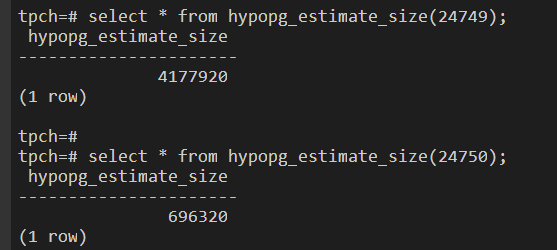 tpch=# select * from hypopg_estimate_size(24749);
 hypopg_estimate_size
----------------------
              4177920
(1 row)

tpch=#
tpch=# select * from hypopg_estimate_size(24750);
 hypopg_estimate_size
----------------------
               696320
(1 row)